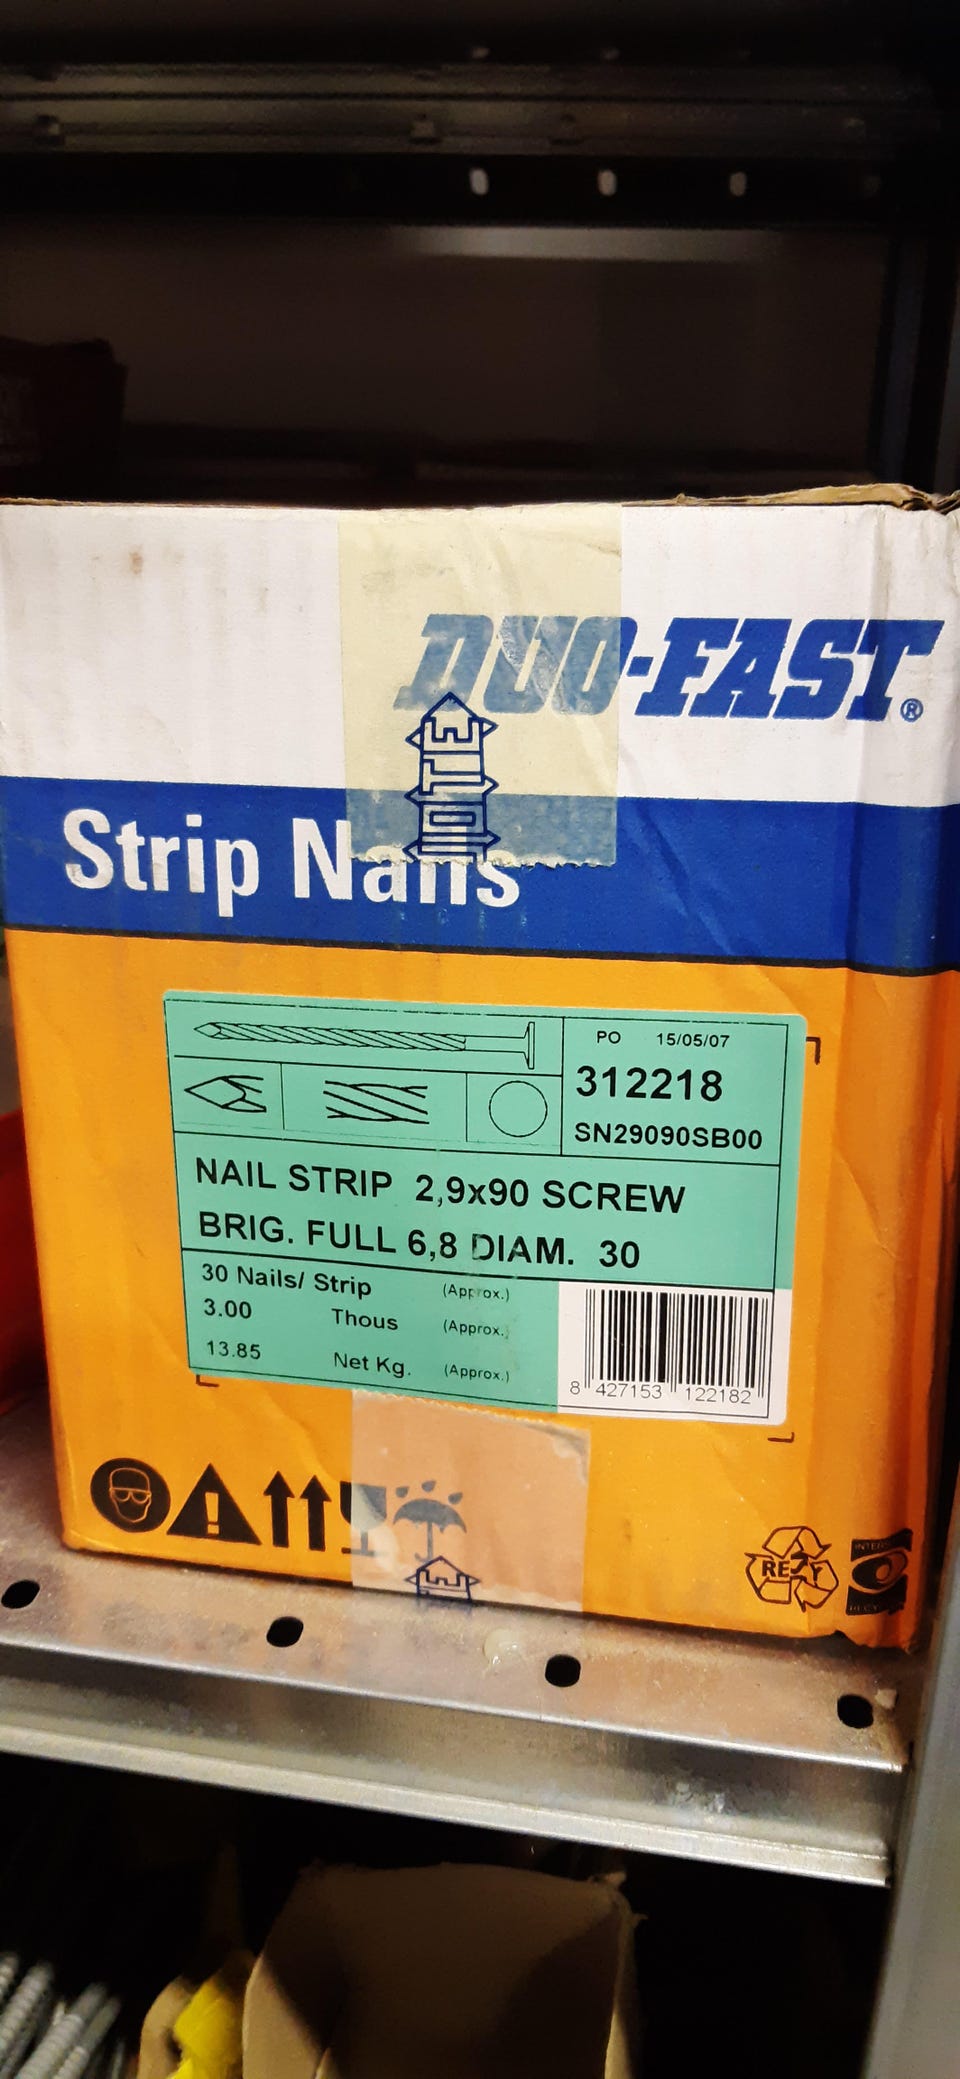 DUO-FAST®
Strip Nails
PO 15/05/07
312218
SN29090SB00
NAIL STRIP 2,9x90 SCREW
BRIG. FULL 6,8 DIAM. 30
30 Nails/ Strip (Approx.)
3.00 Thous (Approx.)
13.85 Net Kg. (Approx.)
8 427153 122182
RESY